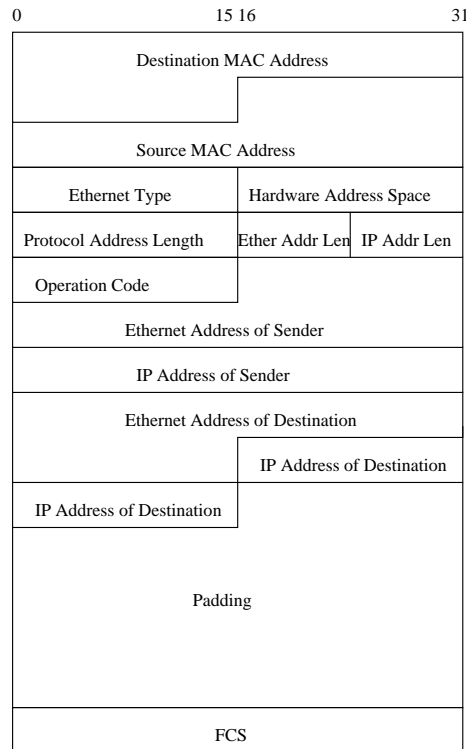 0 15 16 31
Destination MAC Address
Source MAC Address
Ethernet Type Hardware Address Space
Protocol Address Length Ether Addr Len IP Addr Len
Operation Code
Ethernet Address of Sender
IP Address of Sender
Ethernet Address of Destination
IP Address of Destination
IP Address of Destination
Padding
FCS